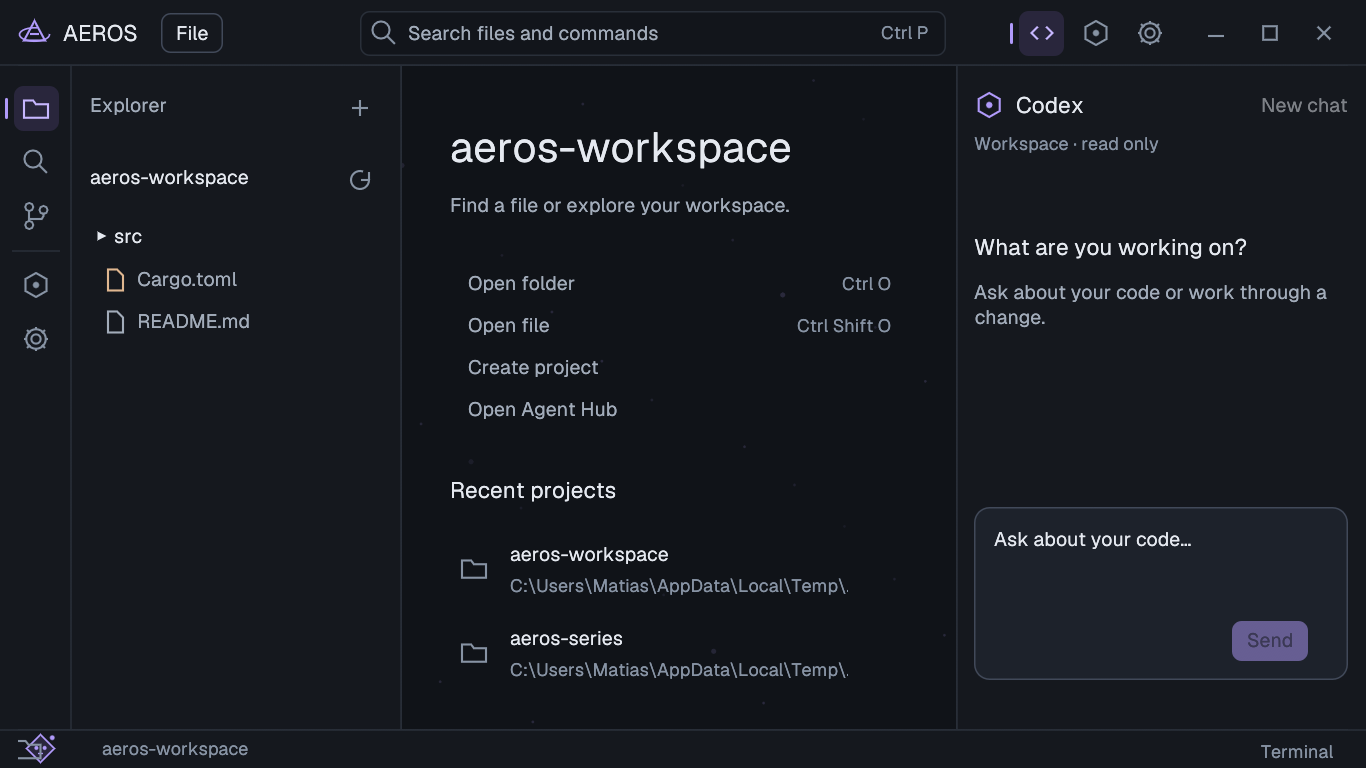 AEROS
File
Search files and commands
Ctrl P
Explorer
aeros-workspace
src
Cargo.toml
README.md
aeros-workspace
Find a file or explore your workspace.
Open folder
Ctrl O
Open file
Ctrl Shift O
Create project
Open Agent Hub
Recent projects
aeros-workspace
C:\Users\Matias\AppData\Local\Temp\.
aeros-series
C:\Users\Matias\AppData\Local\Temp\.
Codex
New chat
Workspace · read only
What are you working on?
Ask about your code or work through a
change.
Ask about your code…
Send
aeros-workspace
Terminal